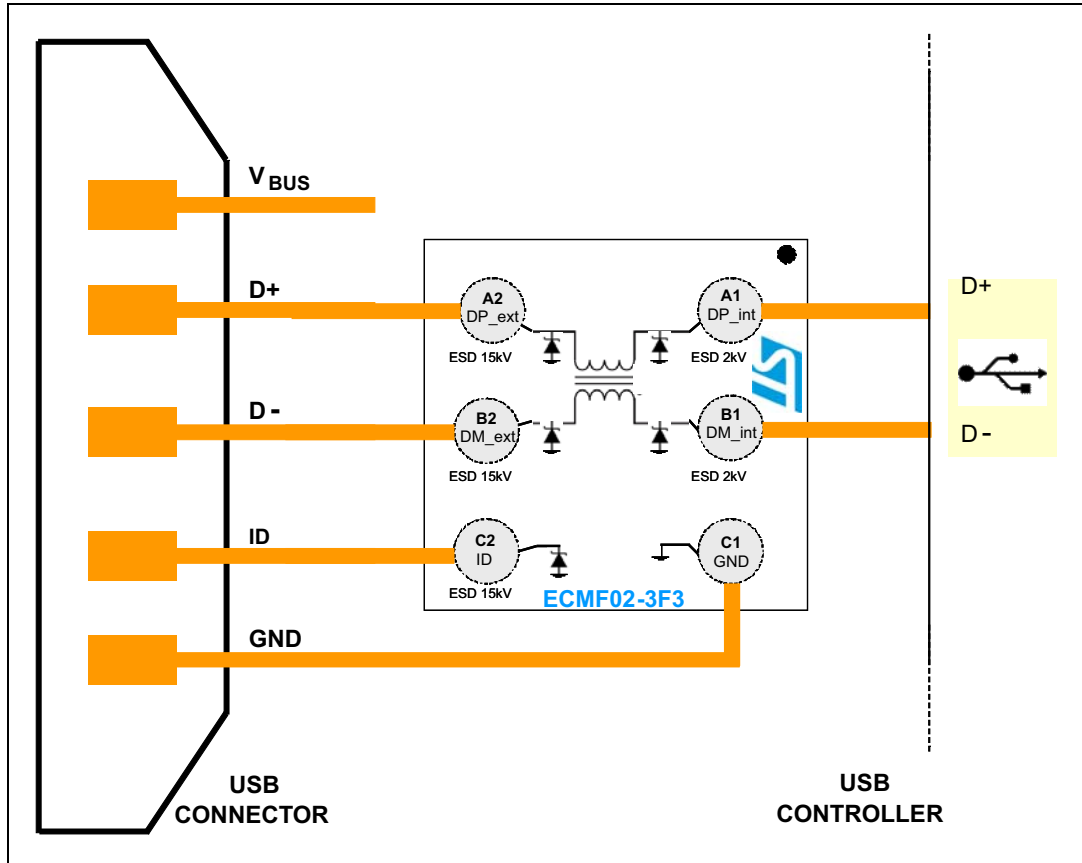 V BUS
D+
D -
ID
GND
A2
DP_ext
ESD 15kV
A1
DP_int
ESD 2kV
B2
DM_ext
ESD 15kV
B1
DM_int
ESD 2kV
C2
ID
ESD 15kV
C1
GND
ECMF02-3F3
ST
D+
D -
USB
CONNECTOR
USB
CONTROLLER